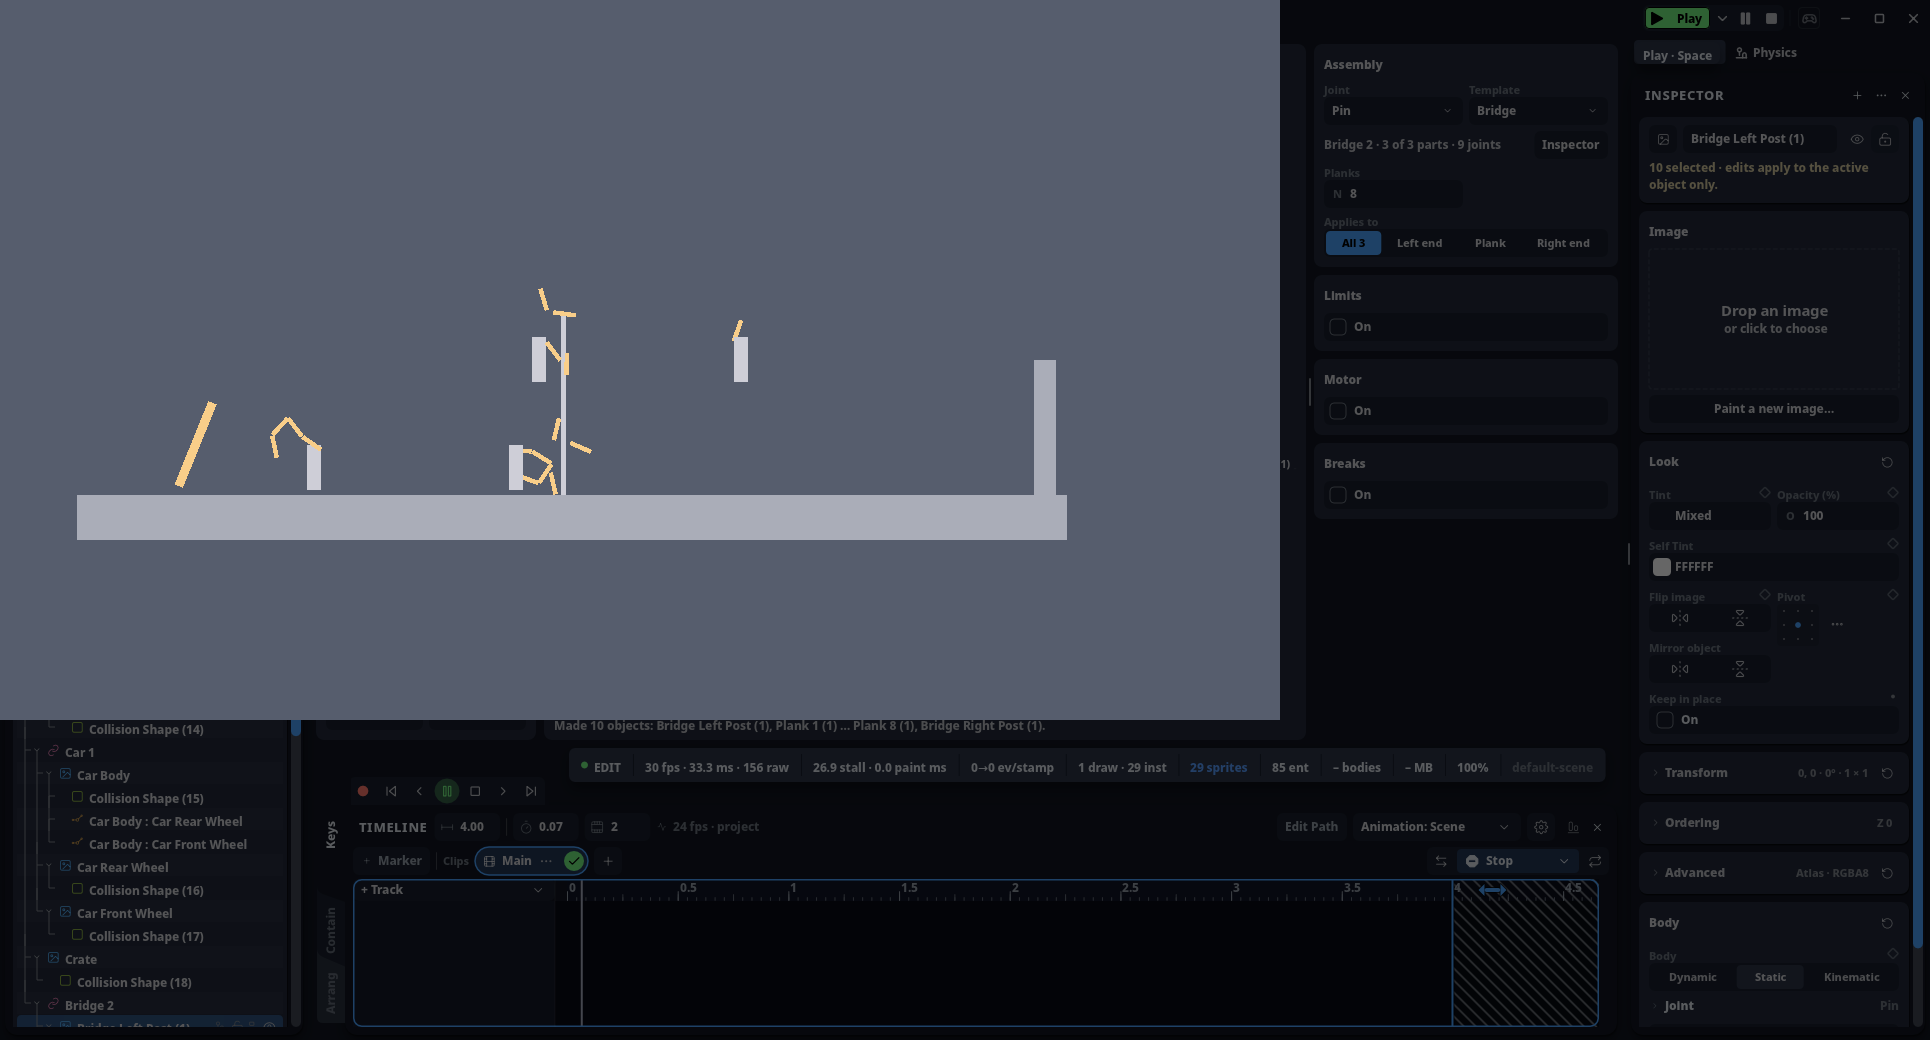 Play
Play · Space
Physics
INSPECTOR
Bridge Left Post (1)
10 selected · edits apply to the active
object only.
Image
Drop an image
or click to choose
Paint a new image...
Look
Tint
Opacity (%)
Mixed
O 100
Self Tint
FFFFFF
Flip image
Pivot
Mirror object
Keep in place
On
Transform
0, 0 · 0° · 1 × 1
Ordering
Z 0
Advanced
Atlas · RGBA8
Body
Body
Dynamic
Static
Kinematic
Joint
Pin
Assembly
Joint
Template
Pin
Bridge
Bridge 2 · 3 of 3 parts · 9 joints
Inspector
Planks
N 8
Applies to
All 3
Left end
Plank
Right end
Limits
On
Motor
On
Breaks
On
1)
Made 10 objects: Bridge Left Post (1), Plank 1 (1) ... Plank 8 (1), Bridge Right Post (1).
Collision Shape (14)
Car 1
Car Body
Collision Shape (15)
Car Body : Car Rear Wheel
Car Body : Car Front Wheel
Car Rear Wheel
Collision Shape (16)
Car Front Wheel
Collision Shape (17)
Crate
Collision Shape (18)
Bridge 2
Bridge Left Post (1)
EDIT
30 fps · 33.3 ms · 156 raw
26.9 stall · 0.0 paint ms
0→0 ev/stamp
1 draw · 29 inst
29 sprites
85 ent
– bodies
– MB
100%
default-scene
Keys
Contain
Arrang
TIMELINE
4.00
0.07
2
24 fps · project
Edit Path
Animation: Scene
+ Marker
Clips
Main
+
Stop
+ Track
0 0.5 1 1.5 2 2.5 3 3.5 4 4.5